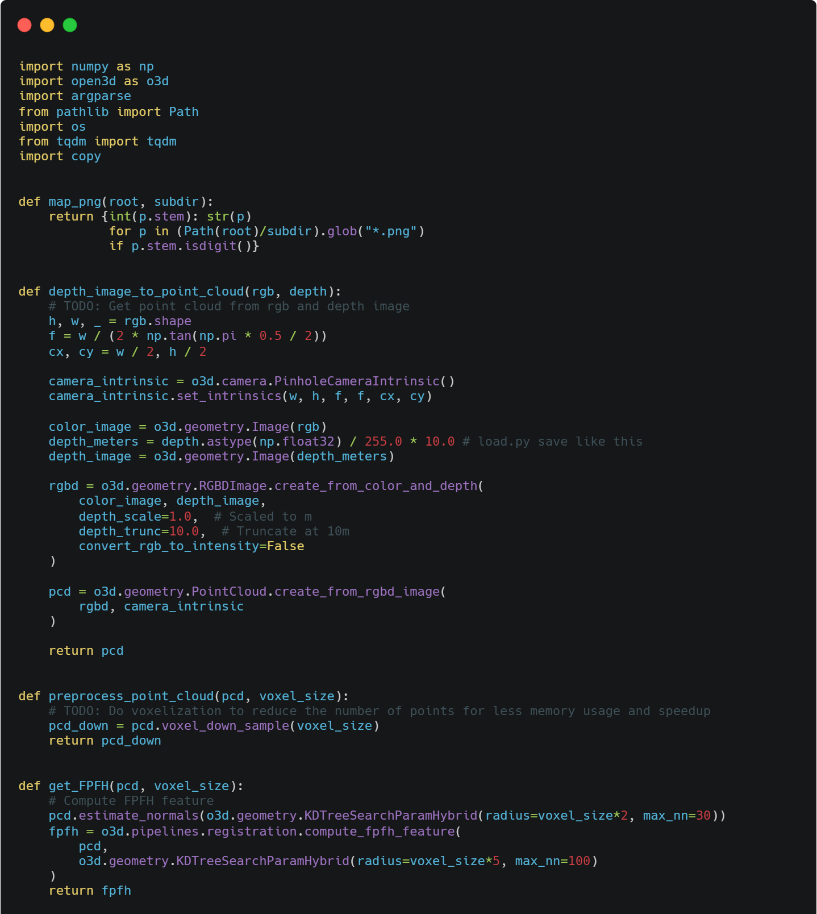 import numpy as np
import open3d as o3d
import argparse
from pathlib import Path
import os
from tqdm import tqdm
import copy
def map_png(root, subdir):
    return {int(p.stem): str(p)
            for p in (Path(root)/subdir).glob("*.png")
            if p.stem.isdigit()}
def depth_image_to_point_cloud(rgb, depth):
    # TODO: Get point cloud from rgb and depth image
    h, w, _ = rgb.shape
    f = w / (2 * np.tan(np.pi * 0.5 / 2))
    cx, cy = w / 2, h / 2
    camera_intrinsic = o3d.camera.PinholeCameraIntrinsic()
    camera_intrinsic.set_intrinsics(w, h, f, f, cx, cy)
    color_image = o3d.geometry.Image(rgb)
    depth_meters = depth.astype(np.float32) / 255.0 * 10.0 # load.py save like this
    depth_image = o3d.geometry.Image(depth_meters)
    rgbd = o3d.geometry.RGBDImage.create_from_color_and_depth(
        color_image, depth_image,
        depth_scale=1.0,  # Scaled to m
        depth_trunc=10.0,  # Truncate at 10m
        convert_rgb_to_intensity=False
    )
    pcd = o3d.geometry.PointCloud.create_from_rgbd_image(
        rgbd, camera_intrinsic
    )
    return pcd
def preprocess_point_cloud(pcd, voxel_size):
    # TODO: Do voxelization to reduce the number of points for less memory usage and speedup
    pcd_down = pcd.voxel_down_sample(voxel_size)
    return pcd_down
def get_FPFH(pcd, voxel_size):
    # Compute FPFH feature
    pcd.estimate_normals(o3d.geometry.KDTreeSearchParamHybrid(radius=voxel_size*2, max_nn=30))
    fpfh = o3d.pipelines.registration.compute_fpfh_feature(
        pcd,
        o3d.geometry.KDTreeSearchParamHybrid(radius=voxel_size*5, max_nn=100)
    )
    return fpfh